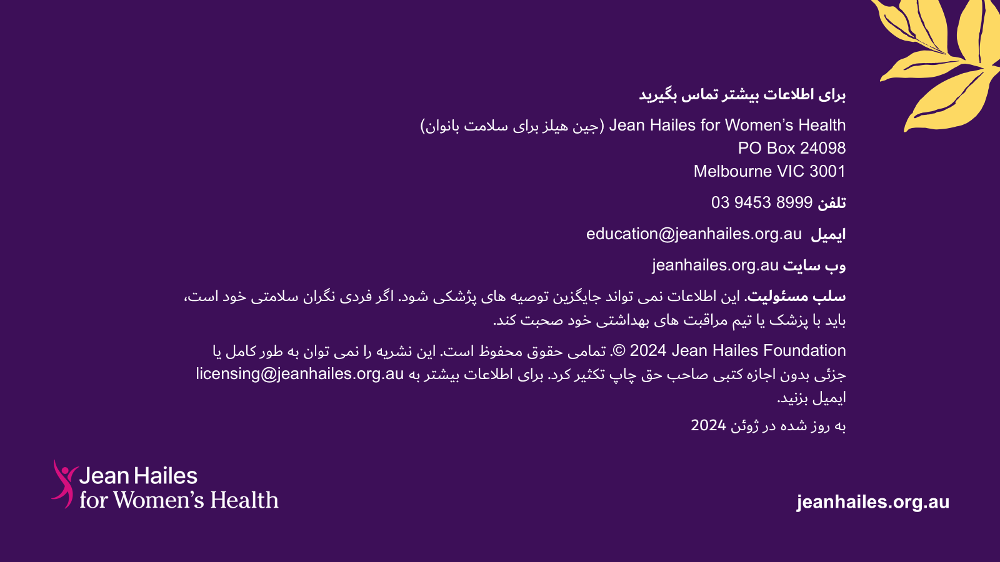 برای اطلاعات بیشتر تماس بگیرید
Jean Hailes for Women’s Health (جین هیلز برای سلامت بانوان)
PO Box 24098
Melbourne VIC 3001
تلفن 03 9453 8999
ایمیل education@jeanhailes.org.au
وب سایت jeanhailes.org.au
سلب مسئولیت. این اطلاعات نمی تواند جایگزین توصیه های پژشکی شود. اگر فردی نگران سلامتی خود است،
باید با پزشک یا تیم مراقبت های بهداشتی خود صحبت کند.
2024 Jean Hailes Foundation ©. تمامی حقوق محفوظ است. این نشریه را نمی توان به طور کامل یا
جزئی بدون اجازه کتبی صاحب حق چاپ تکثیر کرد. برای اطلاعات بیشتر به licensing@jeanhailes.org.au
ایمیل بزنید.
به روز شده در ژوئن 2024
Jean Hailes
for Women’s Health
jeanhailes.org.au